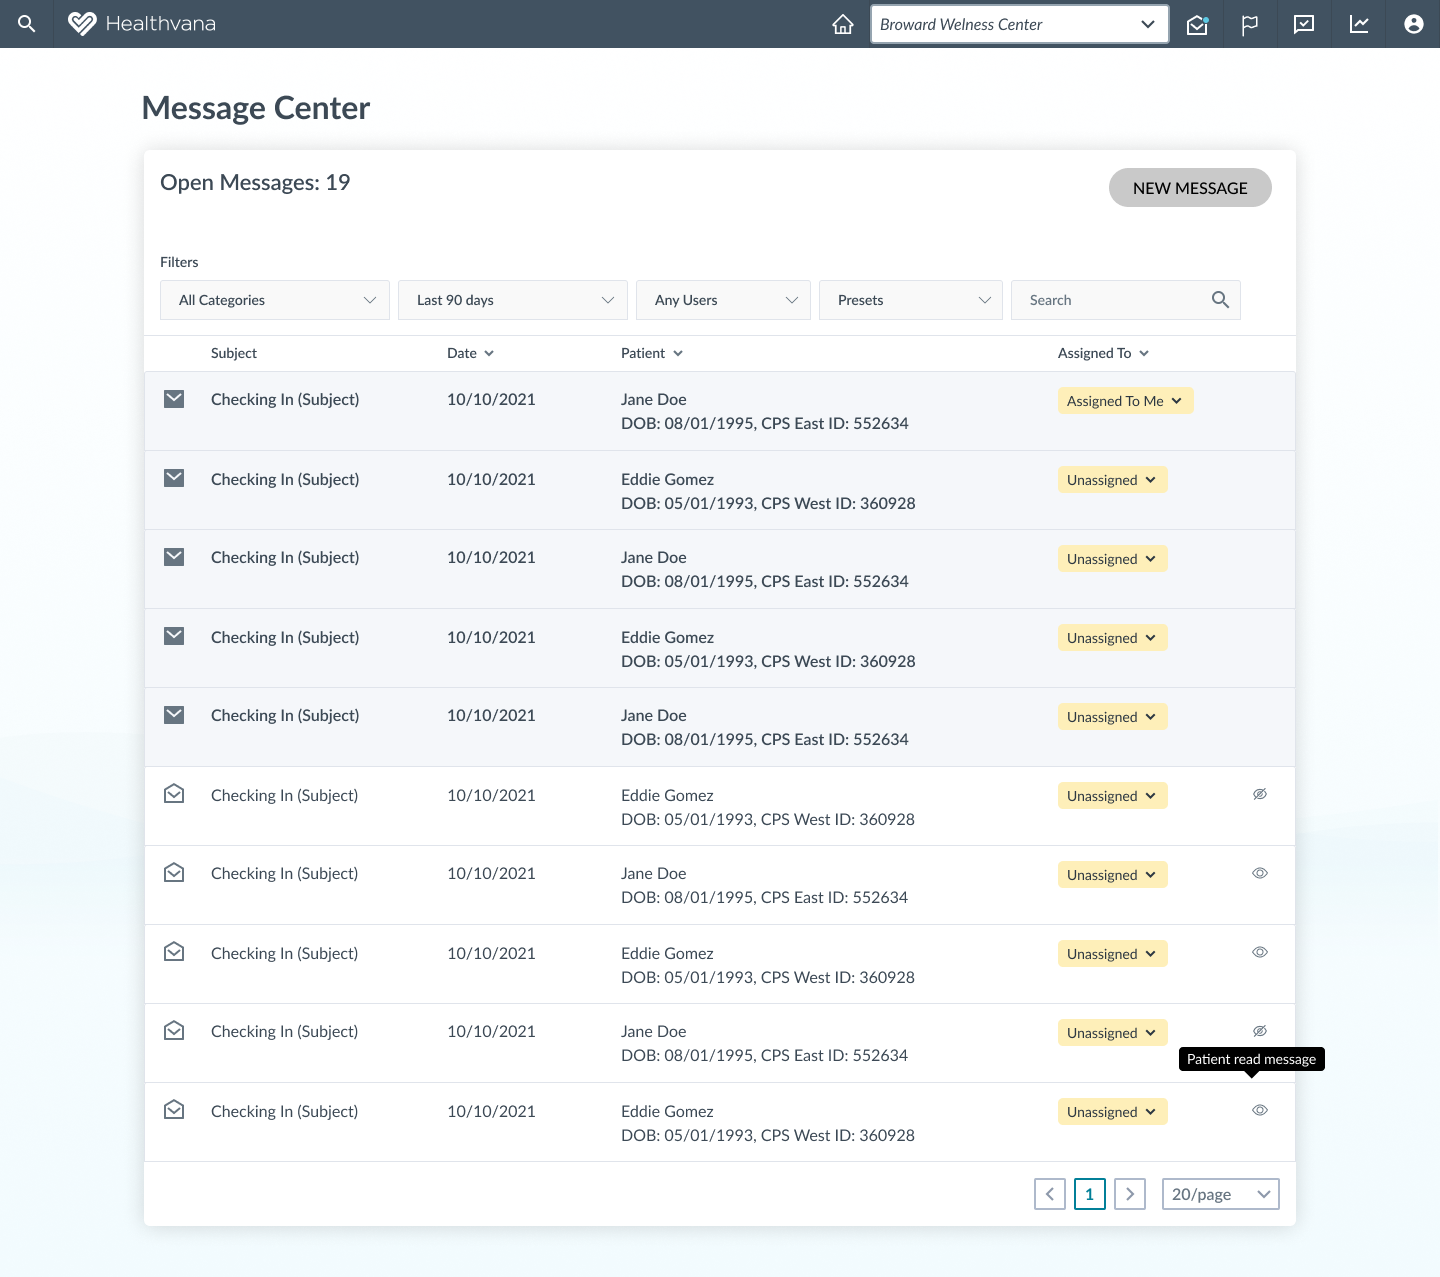 Healthvana
Broward Welness Center
Message Center
Open Messages: 19
NEW MESSAGE
Filters
All Categories
Last 90 days
Any Users
Presets
Search
Subject
Date
Patient
Assigned To
Checking In (Subject)
10/10/2021
Jane Doe
DOB: 08/01/1995, CPS East ID: 552634
Assigned To Me
Checking In (Subject)
10/10/2021
Eddie Gomez
DOB: 05/01/1993, CPS West ID: 360928
Unassigned
Checking In (Subject)
10/10/2021
Jane Doe
DOB: 08/01/1995, CPS East ID: 552634
Unassigned
Checking In (Subject)
10/10/2021
Eddie Gomez
DOB: 05/01/1993, CPS West ID: 360928
Unassigned
Checking In (Subject)
10/10/2021
Jane Doe
DOB: 08/01/1995, CPS East ID: 552634
Unassigned
Checking In (Subject)
10/10/2021
Eddie Gomez
DOB: 05/01/1993, CPS West ID: 360928
Unassigned
Checking In (Subject)
10/10/2021
Jane Doe
DOB: 08/01/1995, CPS East ID: 552634
Unassigned
Checking In (Subject)
10/10/2021
Eddie Gomez
DOB: 05/01/1993, CPS West ID: 360928
Unassigned
Checking In (Subject)
10/10/2021
Jane Doe
DOB: 08/01/1995, CPS East ID: 552634
Unassigned
Patient read message
Checking In (Subject)
10/10/2021
Eddie Gomez
DOB: 05/01/1993, CPS West ID: 360928
Unassigned
1
20/page